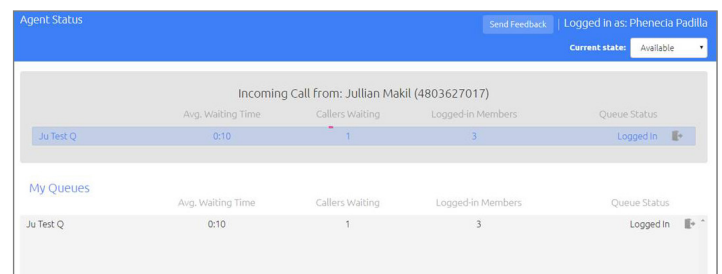 Agent Status
Send Feedback | Logged in as: Phenecia Padilla
Current state: Available
Incoming Call from: Jullian Makil (4803627017)
Avg. Waiting Time Callers Waiting Logged-in Members Queue Status
Ju Test Q 0:10 1 3 Logged In
My Queues
Avg. Waiting Time Callers Waiting Logged-in Members Queue Status
Ju Test Q 0:10 1 3 Logged In